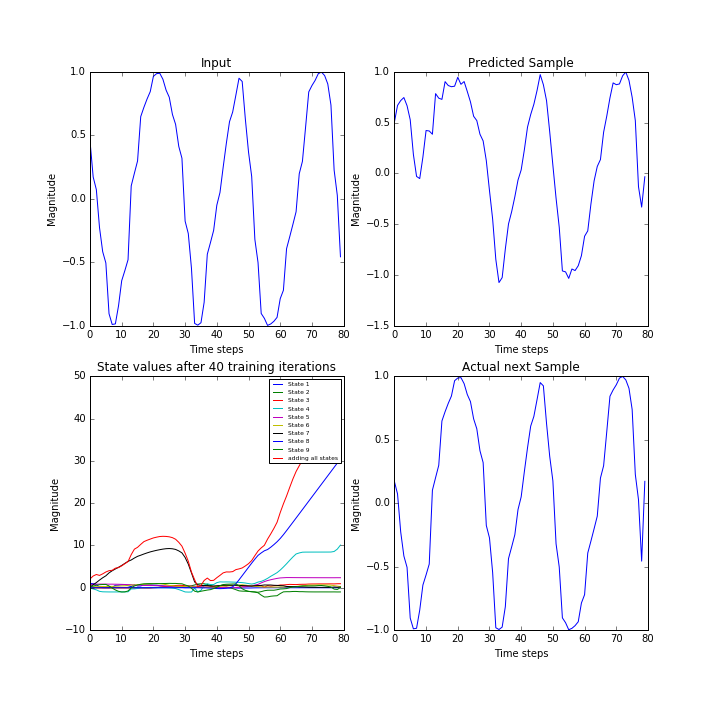 Input
1.0
0.5
0.0
−0.5
−1.0
Magnitude
0 10 20 30 40 50 60 70 80
Time steps
Predicted Sample
1.0
0.5
0.0
−0.5
−1.0
−1.5
Magnitude
0 10 20 30 40 50 60 70 80
Time steps
State values after 40 training iterations
50
40
30
20
10
0
−10
Magnitude
0 10 20 30 40 50 60 70 80
Time steps
State 1
State 2
State 3
State 4
State 5
State 6
State 7
State 8
State 9
adding all states
Actual next Sample
1.0
0.5
0.0
−0.5
−1.0
Magnitude
0 10 20 30 40 50 60 70 80
Time steps